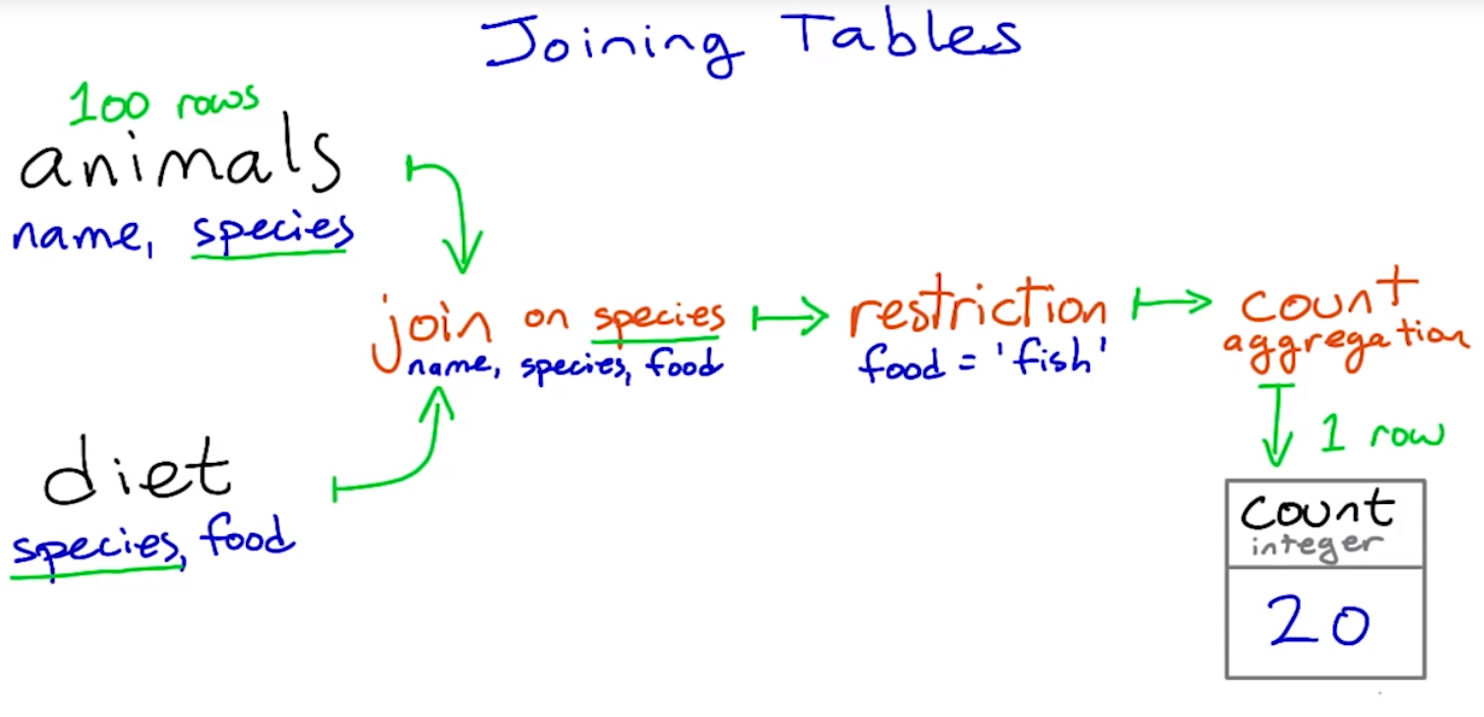 Joining Tables
100 rows
animals
name, species
join on species
name, species, food
restriction
food = 'fish'
count
aggregation
1 row
diet
species, food
count
integer
20